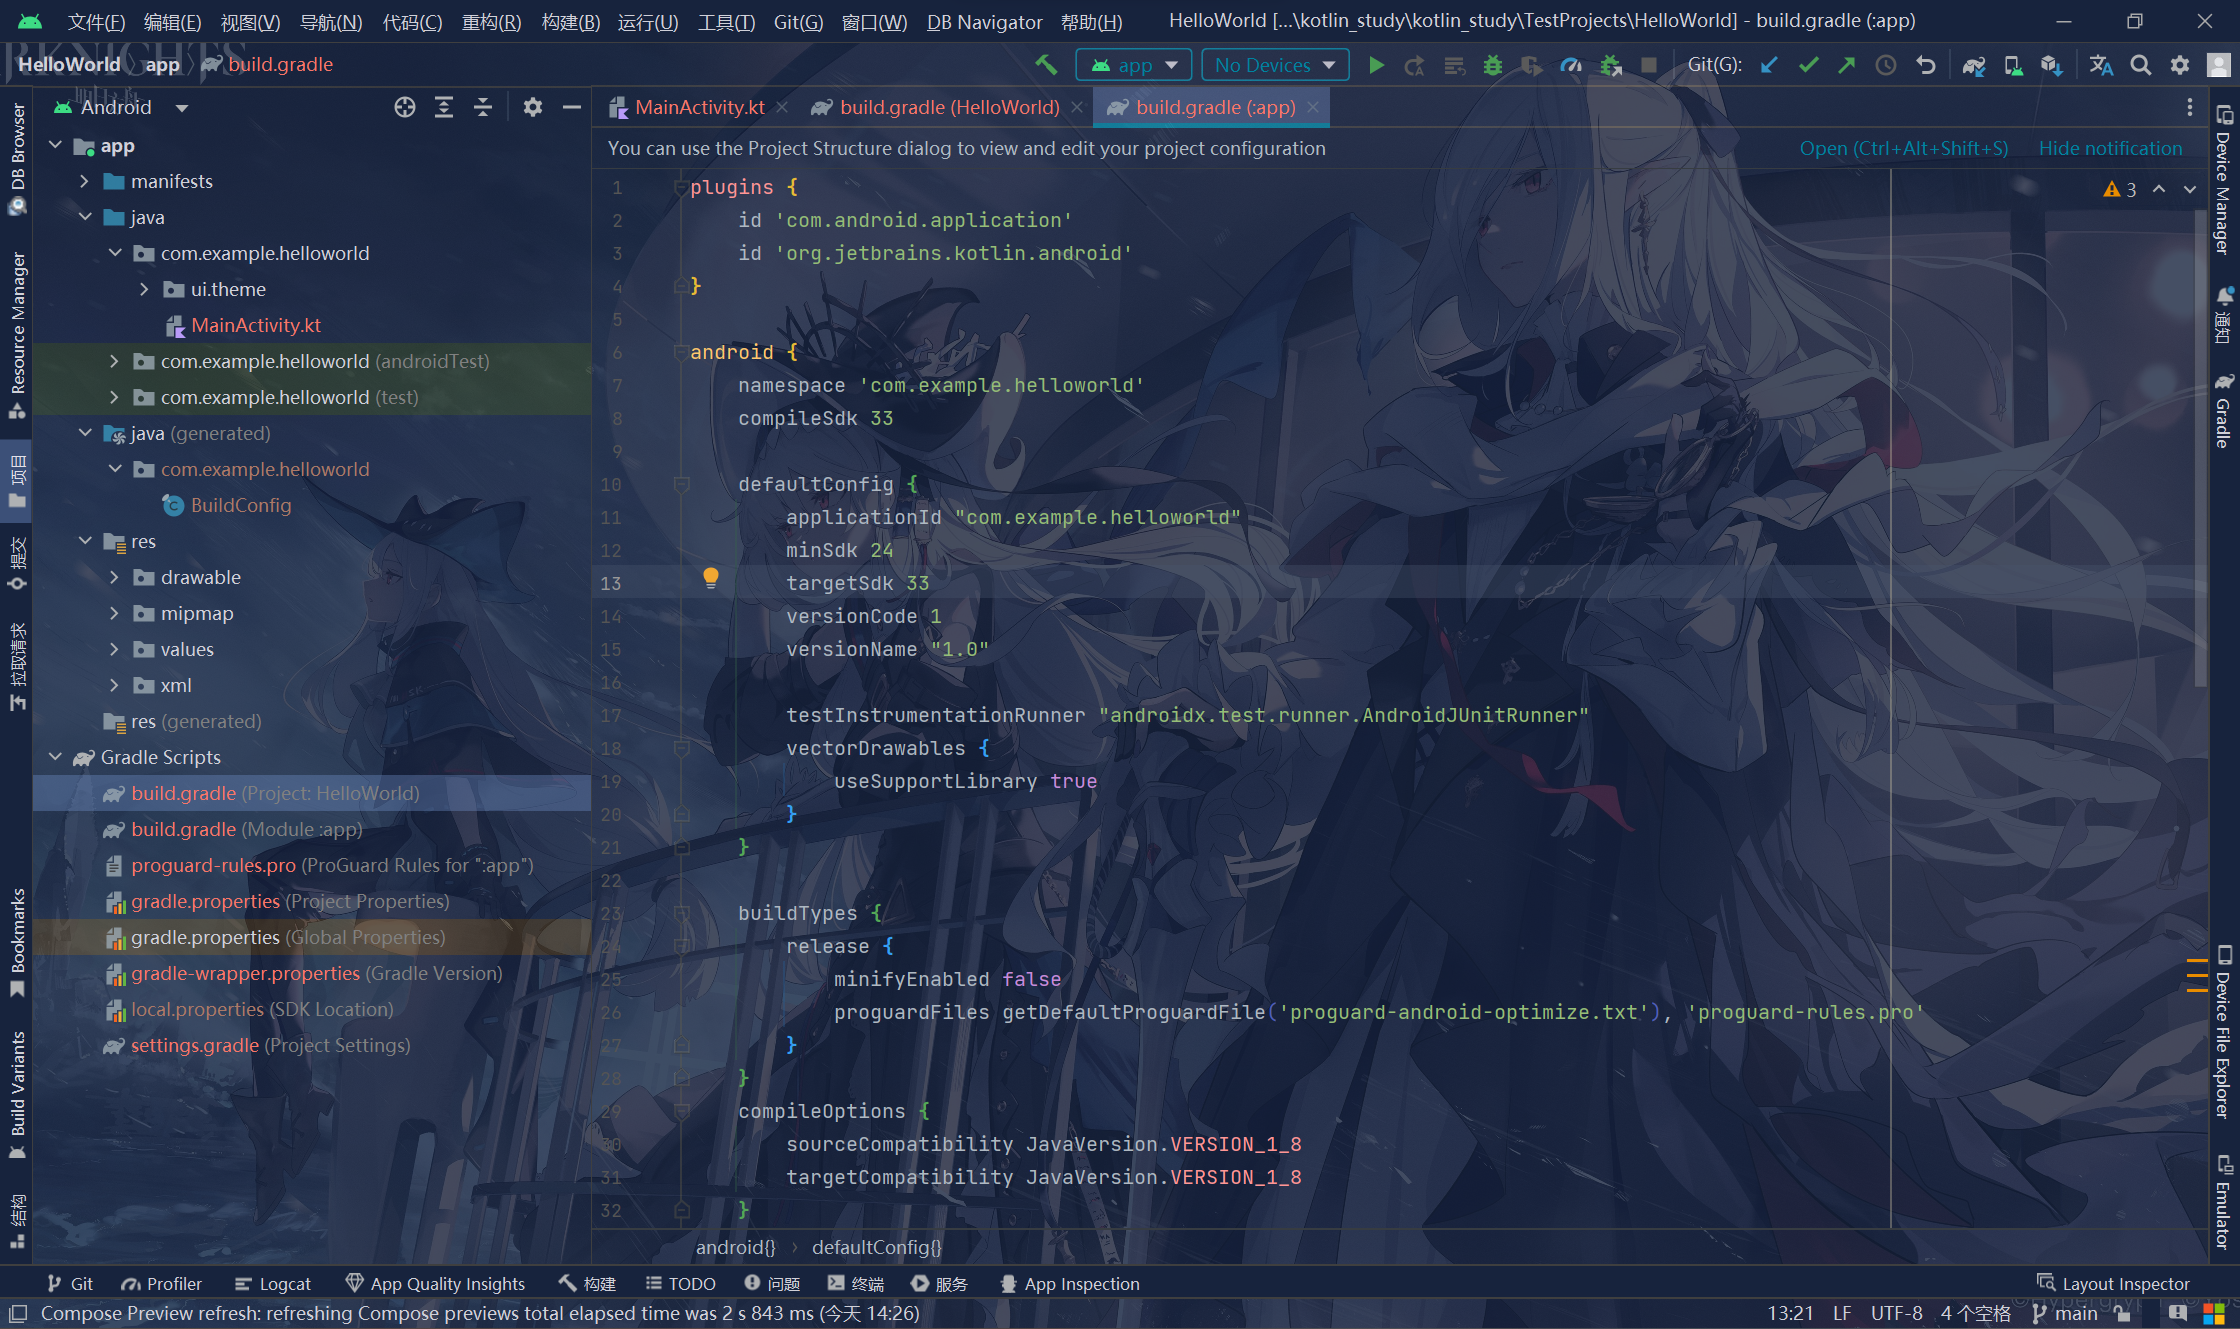 文件(F) 编辑(E) 视图(V) 导航(N) 代码(C) 重构(R) 构建(B) 运行(U) 工具(T) Git(G) 窗口(W) DB Navigator 帮助(H) HelloWorld [...\kotlin_study\kotlin_study\TestProjects\HelloWorld] - build.gradle (:app)
HelloWorld app build.gradle
app No Devices Git(G):
Android
MainActivity.kt build.gradle (HelloWorld) build.gradle (:app)
You can use the Project Structure dialog to view and edit your project configuration Open (Ctrl+Alt+Shift+S) Hide notification
DB Browser
Resource Manager
项目
提交
拉取请求
Bookmarks
Build Variants
结构
app
manifests
java
com.example.helloworld
ui.theme
MainActivity.kt
com.example.helloworld (androidTest)
com.example.helloworld (test)
java (generated)
com.example.helloworld
BuildConfig
res
drawable
mipmap
values
xml
res (generated)
Gradle Scripts
build.gradle (Project: HelloWorld)
build.gradle (Module :app)
proguard-rules.pro (ProGuard Rules for ":app")
gradle.properties (Project Properties)
gradle.properties (Global Properties)
gradle-wrapper.properties (Gradle Version)
local.properties (SDK Location)
settings.gradle (Project Settings)
3
1 plugins {
2 id 'com.android.application'
3 id 'org.jetbrains.kotlin.android'
4 }
5
6 android {
7 namespace 'com.example.helloworld'
8 compileSdk 33
9
10 defaultConfig {
11 applicationId "com.example.helloworld"
12 minSdk 24
13 targetSdk 33
14 versionCode 1
15 versionName "1.0"
16
17 testInstrumentationRunner "androidx.test.runner.AndroidJUnitRunner"
18 vectorDrawables {
19 useSupportLibrary true
20 }
21 }
22
23 buildTypes {
24 release {
25 minifyEnabled false
26 proguardFiles getDefaultProguardFile('proguard-android-optimize.txt'), 'proguard-rules.pro'
27 }
28 }
29 compileOptions {
30 sourceCompatibility JavaVersion.VERSION_1_8
31 targetCompatibility JavaVersion.VERSION_1_8
32 }
android{} › defaultConfig{}
Device Manager
通知
Gradle
Device File Explorer
Emulator
Git Profiler Logcat App Quality Insights 构建 TODO 问题 终端 服务 App Inspection Layout Inspector
Compose Preview refresh: refreshing Compose previews total elapsed time was 2 s 843 ms (今天 14:26) 13:21 LF UTF-8 4 个空格 main